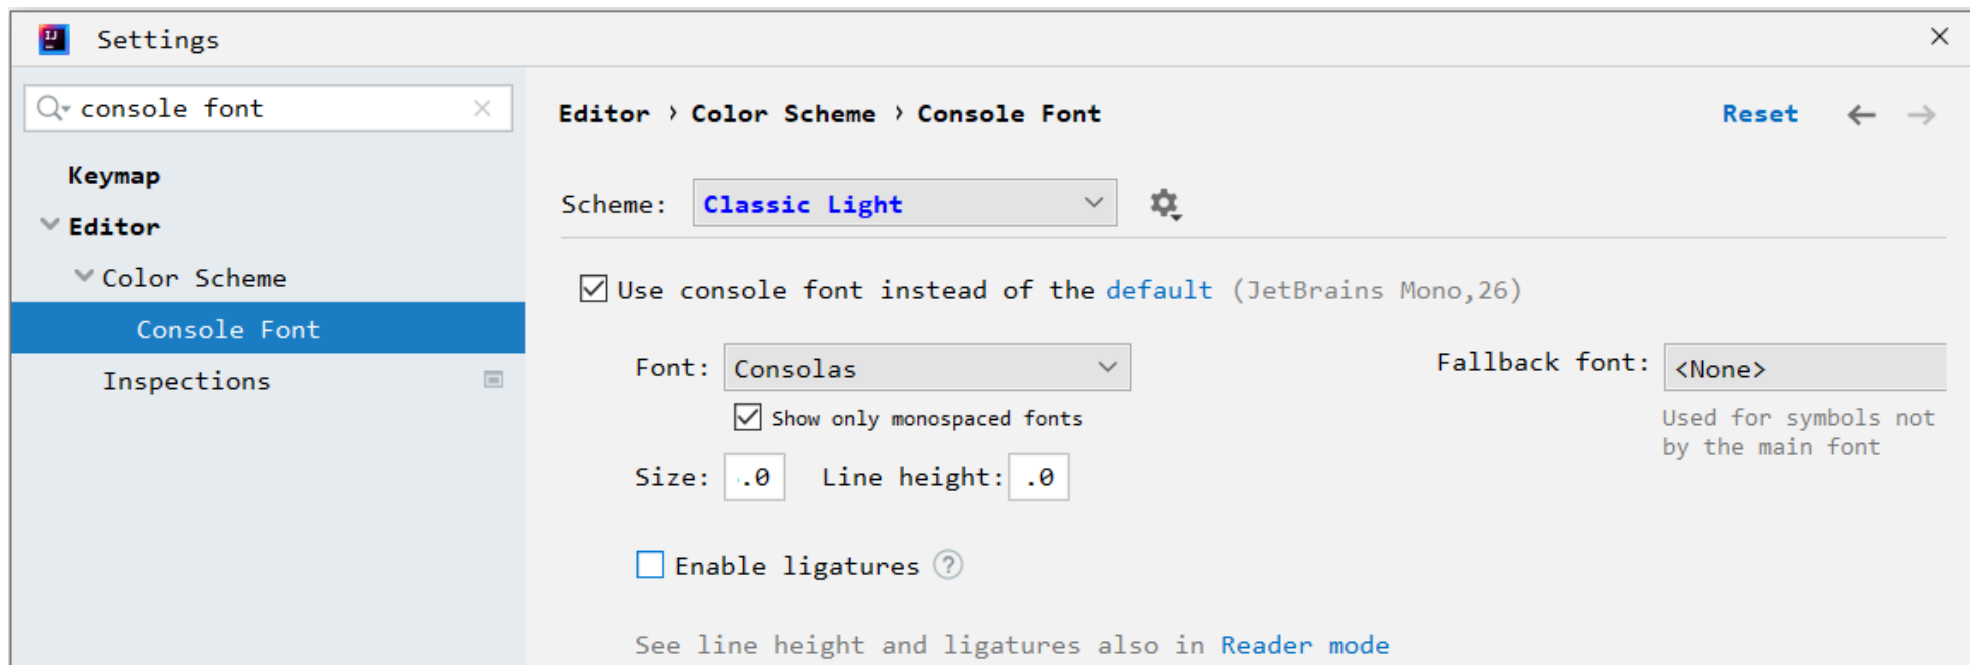 Settings
console font
Keymap
Editor
Color Scheme
Console Font
Inspections
Editor › Color Scheme › Console Font
Reset
Scheme: Classic Light
Use console font instead of the default (JetBrains Mono,26)
Font: Consolas
Fallback font: <None>
Show only monospaced fonts
Used for symbols not
by the main font
Size: .0 Line height: .0
Enable ligatures ?
See line height and ligatures also in Reader mode